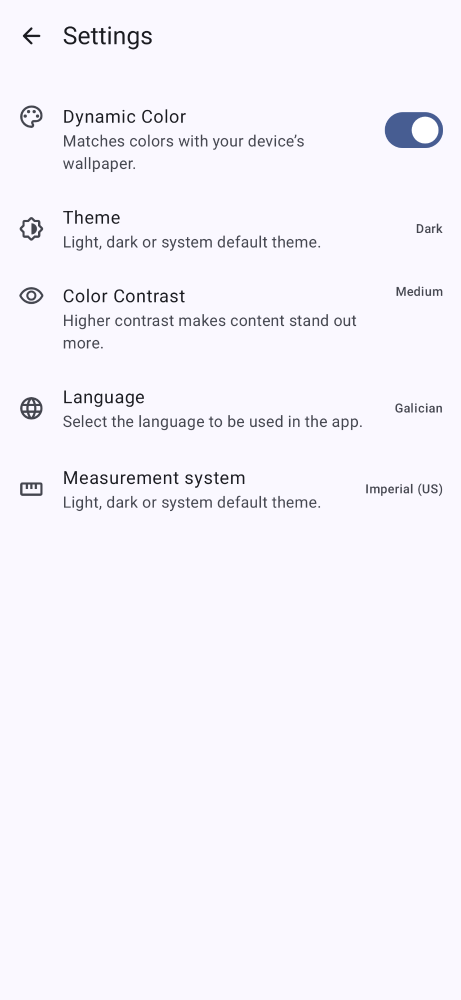 Settings
Dynamic Color
Matches colors with your device’s
wallpaper.
Theme
Light, dark or system default theme.
Dark
Color Contrast
Higher contrast makes content stand out
more.
Medium
Language
Select the language to be used in the app.
Galician
Measurement system
Light, dark or system default theme.
Imperial (US)